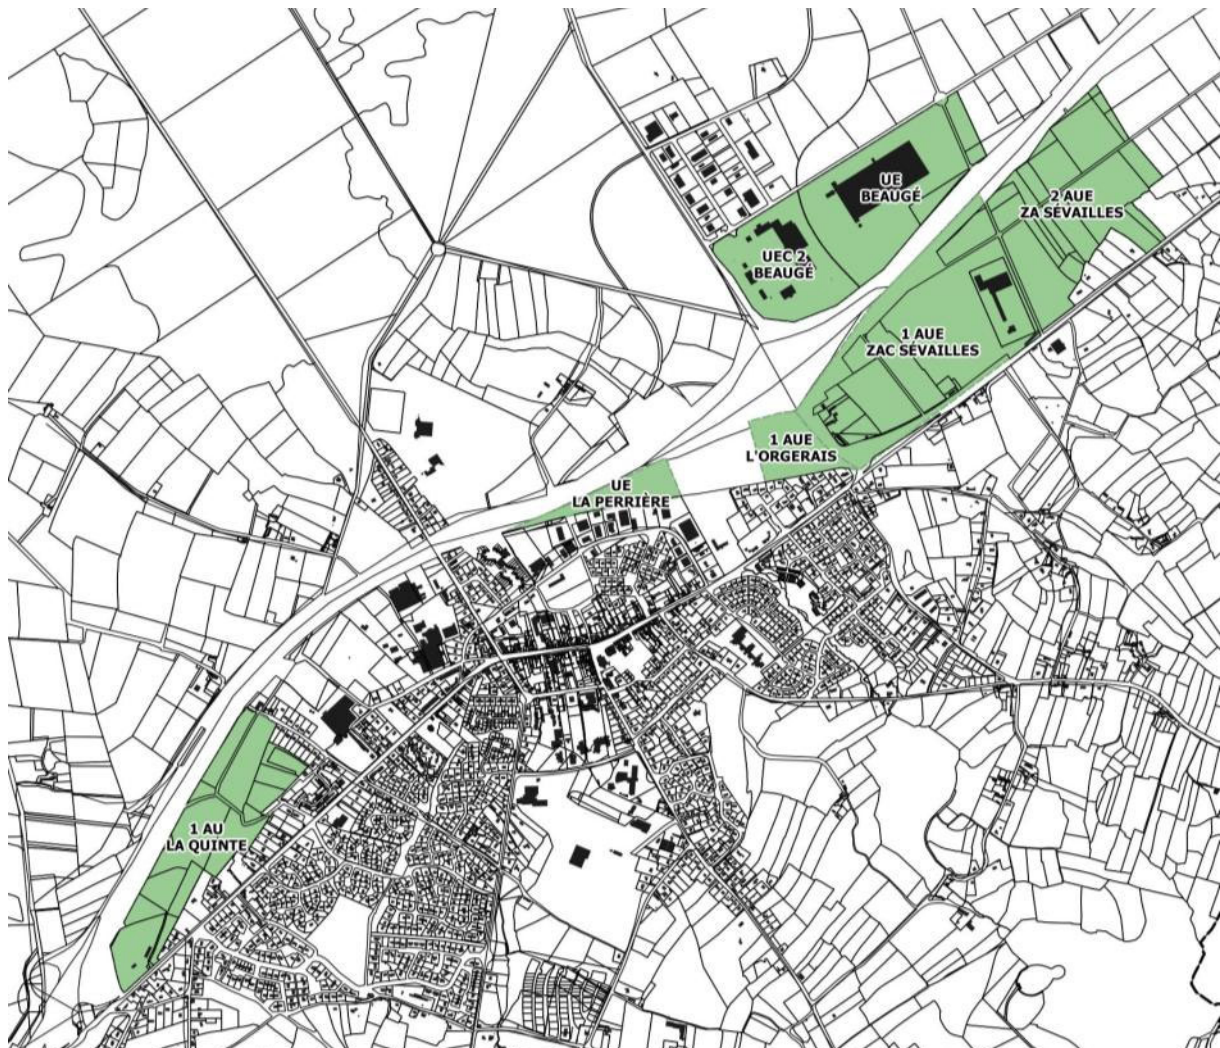 UE
BEAUGÉ
2 AUE
ZA SÉVAILLES
UEC 2
BEAUGÉ
1 AUE
ZAC SÉVAILLES
1 AUE
L'ORGERAIS
UE
LA PERRIÈRE
1 AU
LA QUINTE